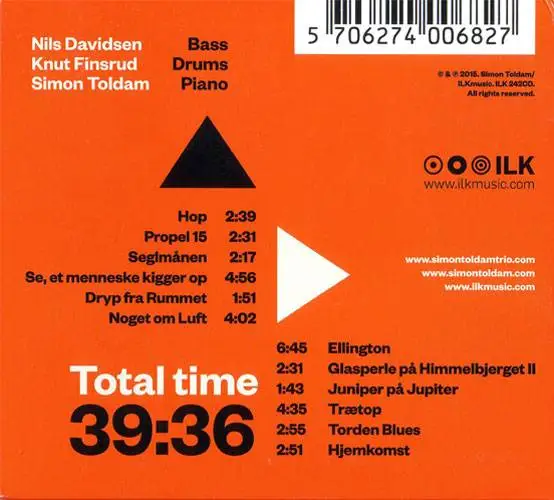 Nils Davidsen Bass
Knut Finsrud Drums
Simon Toldam Piano
5 706274 006827
© & ℗ 2015. Simon Toldam/
ILKmusic. ILK 242CD.
All rights reserved.
ILK
www.ilkmusic.com
Hop 2:39
Propel 15 2:31
Seglmånen 2:17
Se, et menneske kigger op 4:56
Dryp fra Rummet 1:51
Noget om Luft 4:02
www.simontoldamtrio.com
www.simontoldam.com
www.ilkmusic.com
6:45 Ellington
2:31 Glasperle på Himmelbjerget II
1:43 Juniper på Jupiter
4:35 Trætop
2:55 Torden Blues
2:51 Hjemkomst
Total time
39:36